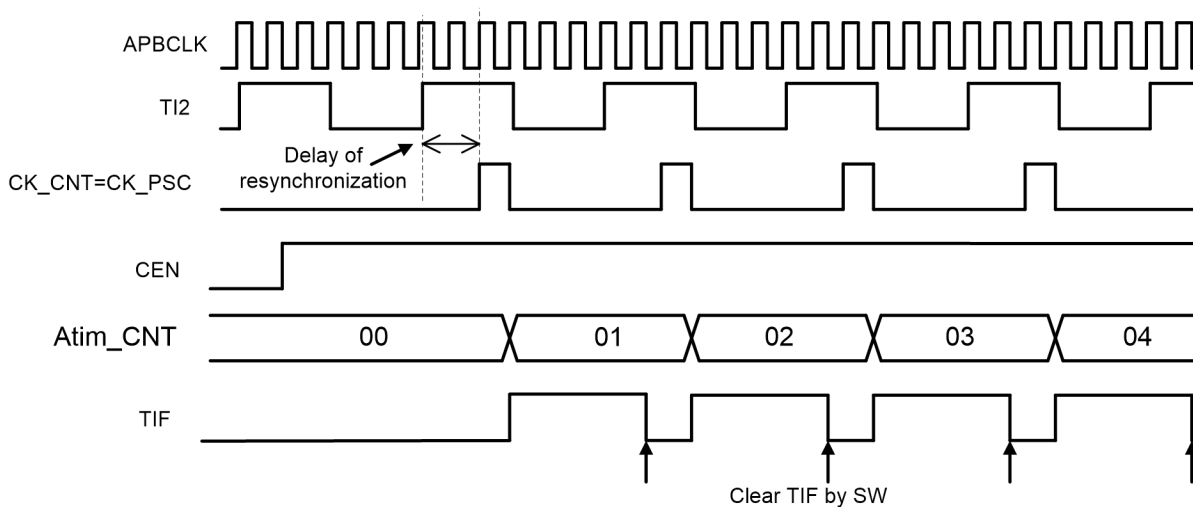 APBCLK
TI2
Delay of
resynchronization
CK_CNT=CK_PSC
CEN
Atim_CNT
00
01
02
03
04
TIF
Clear TIF by SW